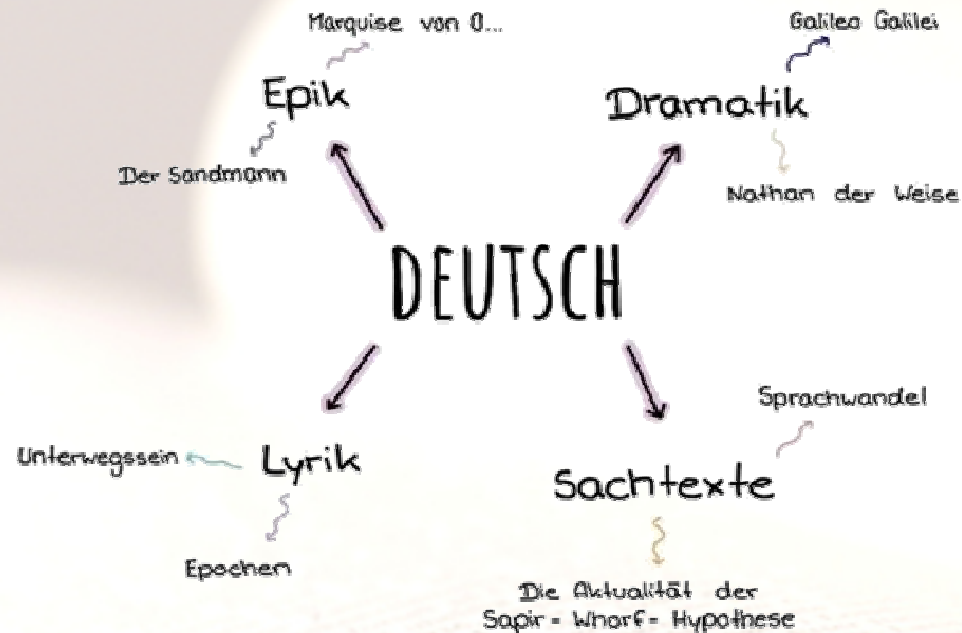 Marquise von O...
Galileo Galilei
Epik
Dramatik
Der Sandmann
Nathan der Weise
DEUTSCH
Sprachwandel
Unterwegssein
Lyrik
Sachtexte
Epochen
Die Aktualität der
Sapir-Whorf-Hypothese